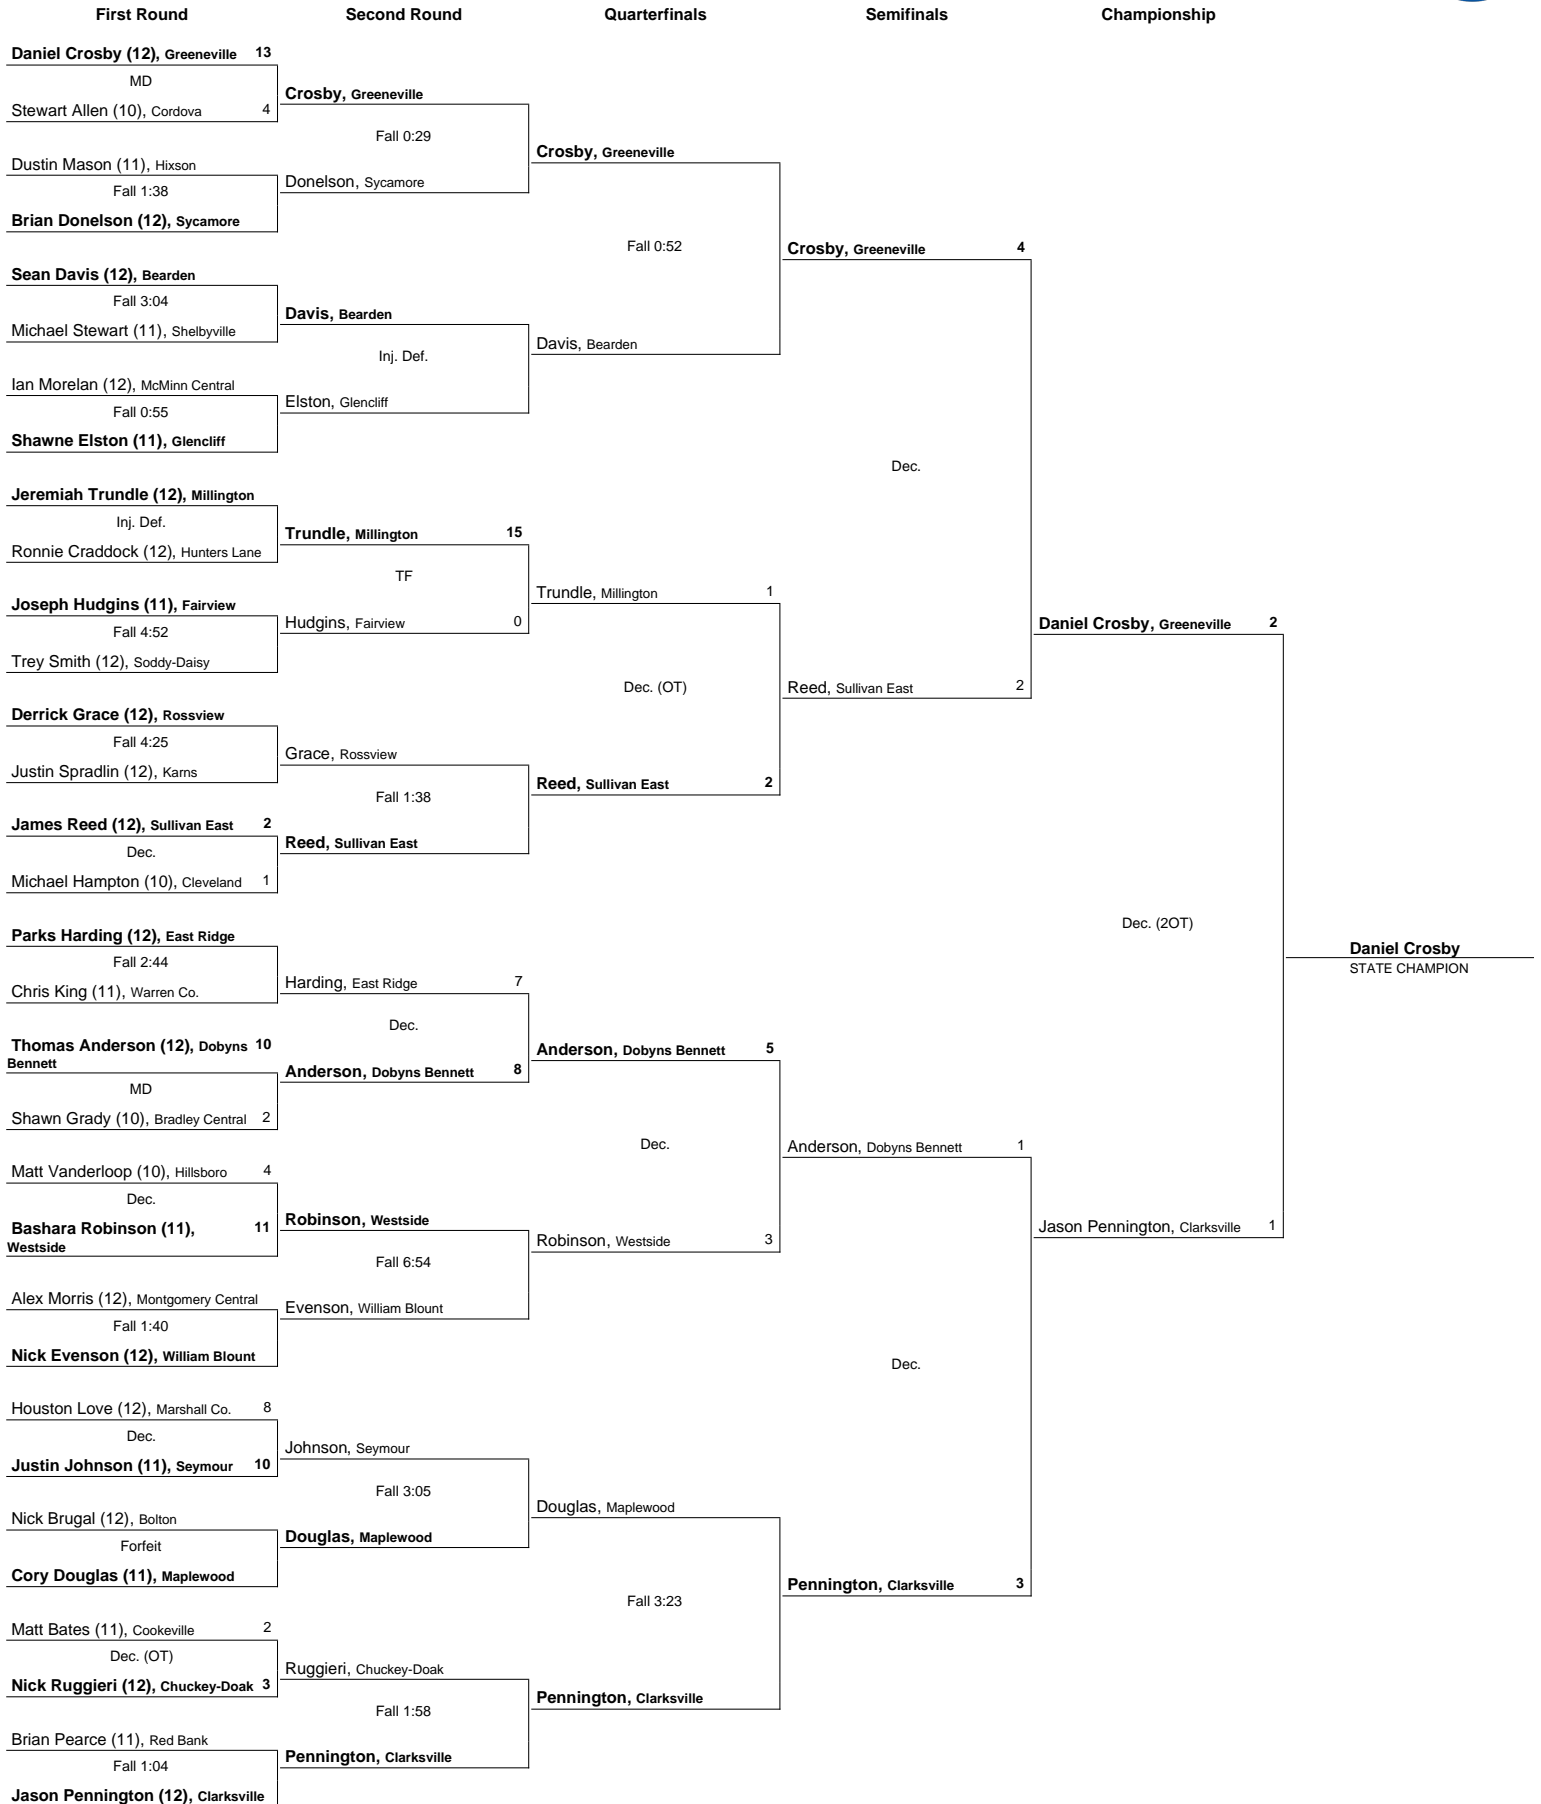 First Round Second Round Quarterfinals Semifinals Championship
Daniel Crosby (12), Greeneville 13
MD
Stewart Allen (10), Cordova 4
Dustin Mason (11), Hixson
Fall 1:38
Brian Donelson (12), Sycamore
Sean Davis (12), Bearden
Fall 3:04
Michael Stewart (11), Shelbyville
Ian Morelan (12), McMinn Central
Fall 0:55
Shawne Elston (11), Glencliff
Jeremiah Trundle (12), Millington
Inj. Def.
Ronnie Craddock (12), Hunters Lane
Joseph Hudgins (11), Fairview
Fall 4:52
Trey Smith (12), Soddy-Daisy
Derrick Grace (12), Rossview
Fall 4:25
Justin Spradlin (12), Karns
James Reed (12), Sullivan East 2
Dec.
Michael Hampton (10), Cleveland 1
Parks Harding (12), East Ridge
Fall 2:44
Chris King (11), Warren Co.
Thomas Anderson (12), Dobyns 10
Bennett
MD
Shawn Grady (10), Bradley Central 2
Matt Vanderloop (10), Hillsboro 4
Dec.
Bashara Robinson (11), 11
Westside
Alex Morris (12), Montgomery Central
Fall 1:40
Nick Evenson (12), William Blount
Houston Love (12), Marshall Co. 8
Dec.
Justin Johnson (11), Seymour 10
Nick Brugal (12), Bolton
Forfeit
Cory Douglas (11), Maplewood
Matt Bates (11), Cookeville 2
Dec. (OT)
Nick Ruggieri (12), Chuckey-Doak 3
Brian Pearce (11), Red Bank
Fall 1:04
Jason Pennington (12), Clarksville
Crosby, Greeneville
Fall 0:29
Donelson, Sycamore
Davis, Bearden
Inj. Def.
Elston, Glencliff
Trundle, Millington 15
TF
Hudgins, Fairview 0
Grace, Rossview
Fall 1:38
Reed, Sullivan East
Harding, East Ridge 7
Dec.
Anderson, Dobyns Bennett 8
Robinson, Westside
Fall 6:54
Evenson, William Blount
Johnson, Seymour
Fall 3:05
Douglas, Maplewood
Ruggieri, Chuckey-Doak
Fall 1:58
Pennington, Clarksville
Crosby, Greeneville
Fall 0:52
Davis, Bearden
Trundle, Millington 1
Dec. (OT)
Reed, Sullivan East 2
Anderson, Dobyns Bennett 5
Dec.
Robinson, Westside 3
Douglas, Maplewood
Fall 3:23
Pennington, Clarksville
Crosby, Greeneville 4
Dec.
Reed, Sullivan East 2
Anderson, Dobyns Bennett 1
Dec.
Pennington, Clarksville 3
Daniel Crosby, Greeneville 2
Dec. (2OT)
Jason Pennington, Clarksville 1
Daniel Crosby
STATE CHAMPION